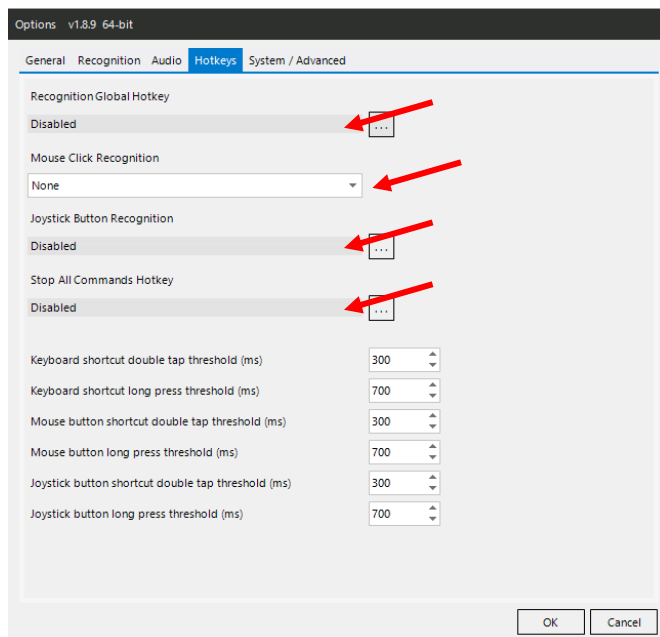 Options v1.8.9 64-bit
General Recognition Audio Hotkeys System / Advanced
Recognition Global Hotkey
Disabled ...
Mouse Click Recognition
None
Joystick Button Recognition
Disabled ...
Stop All Commands Hotkey
Disabled ...
Keyboard shortcut double tap threshold (ms) 300
Keyboard shortcut long press threshold (ms) 700
Mouse button shortcut double tap threshold (ms) 300
Mouse button long press threshold (ms) 700
Joystick button shortcut double tap threshold (ms) 300
Joystick button long press threshold (ms) 700
OK Cancel